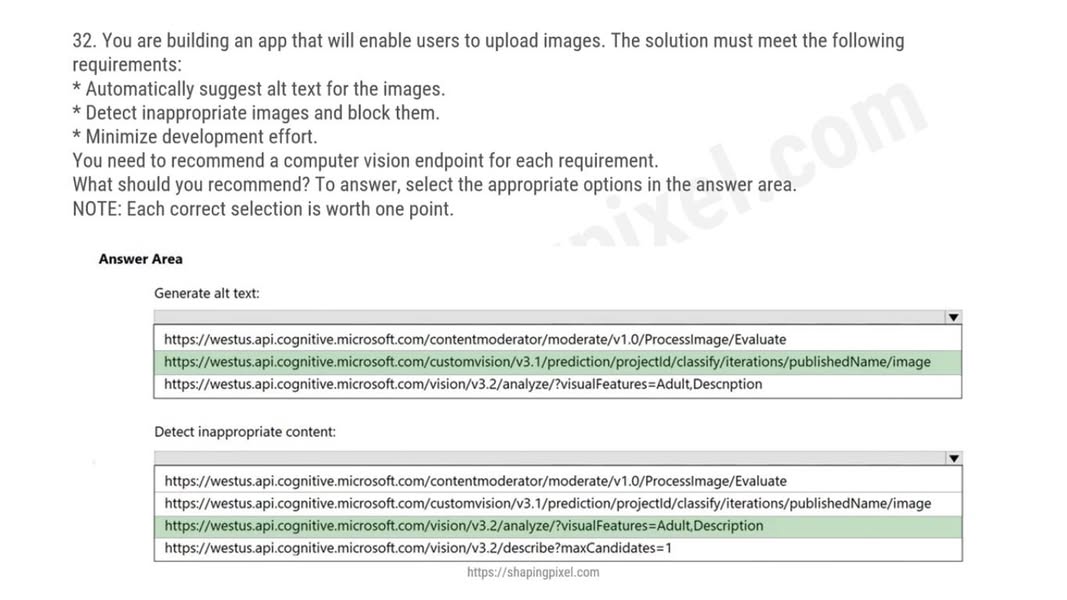 32. You are building an app that will enable users to upload images. The solution must meet the following
requirements:
* Automatically suggest alt text for the images.
* Detect inappropriate images and block them.
* Minimize development effort.
You need to recommend a computer vision endpoint for each requirement.
What should you recommend? To answer, select the appropriate options in the answer area.
NOTE: Each correct selection is worth one point.
pixel.com
Answer Area
Generate alt text:
https://westus.api.cognitive.microsoft.com/contentmoderator/moderate/v1.0/ProcessImage/Evaluate
https://westus.api.cognitive.microsoft.com/customvision/v3.1/prediction/projectId/classify/iterations/publishedName/image
https://westus.api.cognitive.microsoft.com/vision/v3.2/analyze/?visualFeatures=Adult,Descnption
Detect inappropriate content:
https://westus.api.cognitive.microsoft.com/contentmoderator/moderate/v1.0/ProcessImage/Evaluate
https://westus.api.cognitive.microsoft.com/customvision/v3.1/prediction/projectId/classify/iterations/publishedName/image
https://westus.api.cognitive.microsoft.com/vision/v3.2/analyze/?visualFeatures=Adult,Description
https://westus.api.cognitive.microsoft.com/vision/v3.2/describe?maxCandidates=1
https://shapingpixel.com